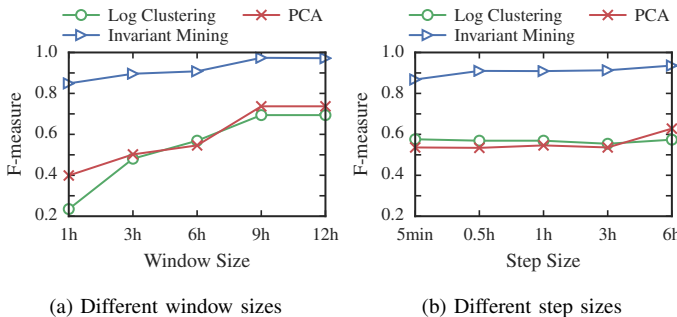 Log Clustering
PCA
Invariant Mining
F-measure
1.0
0.8
0.6
0.4
0.2
1h 3h 6h 9h 12h
Window Size
(a) Different window sizes
Log Clustering
PCA
Invariant Mining
F-measure
1.0
0.8
0.6
0.4
0.2
5min 0.5h 1h 3h 6h
Step Size
(b) Different step sizes